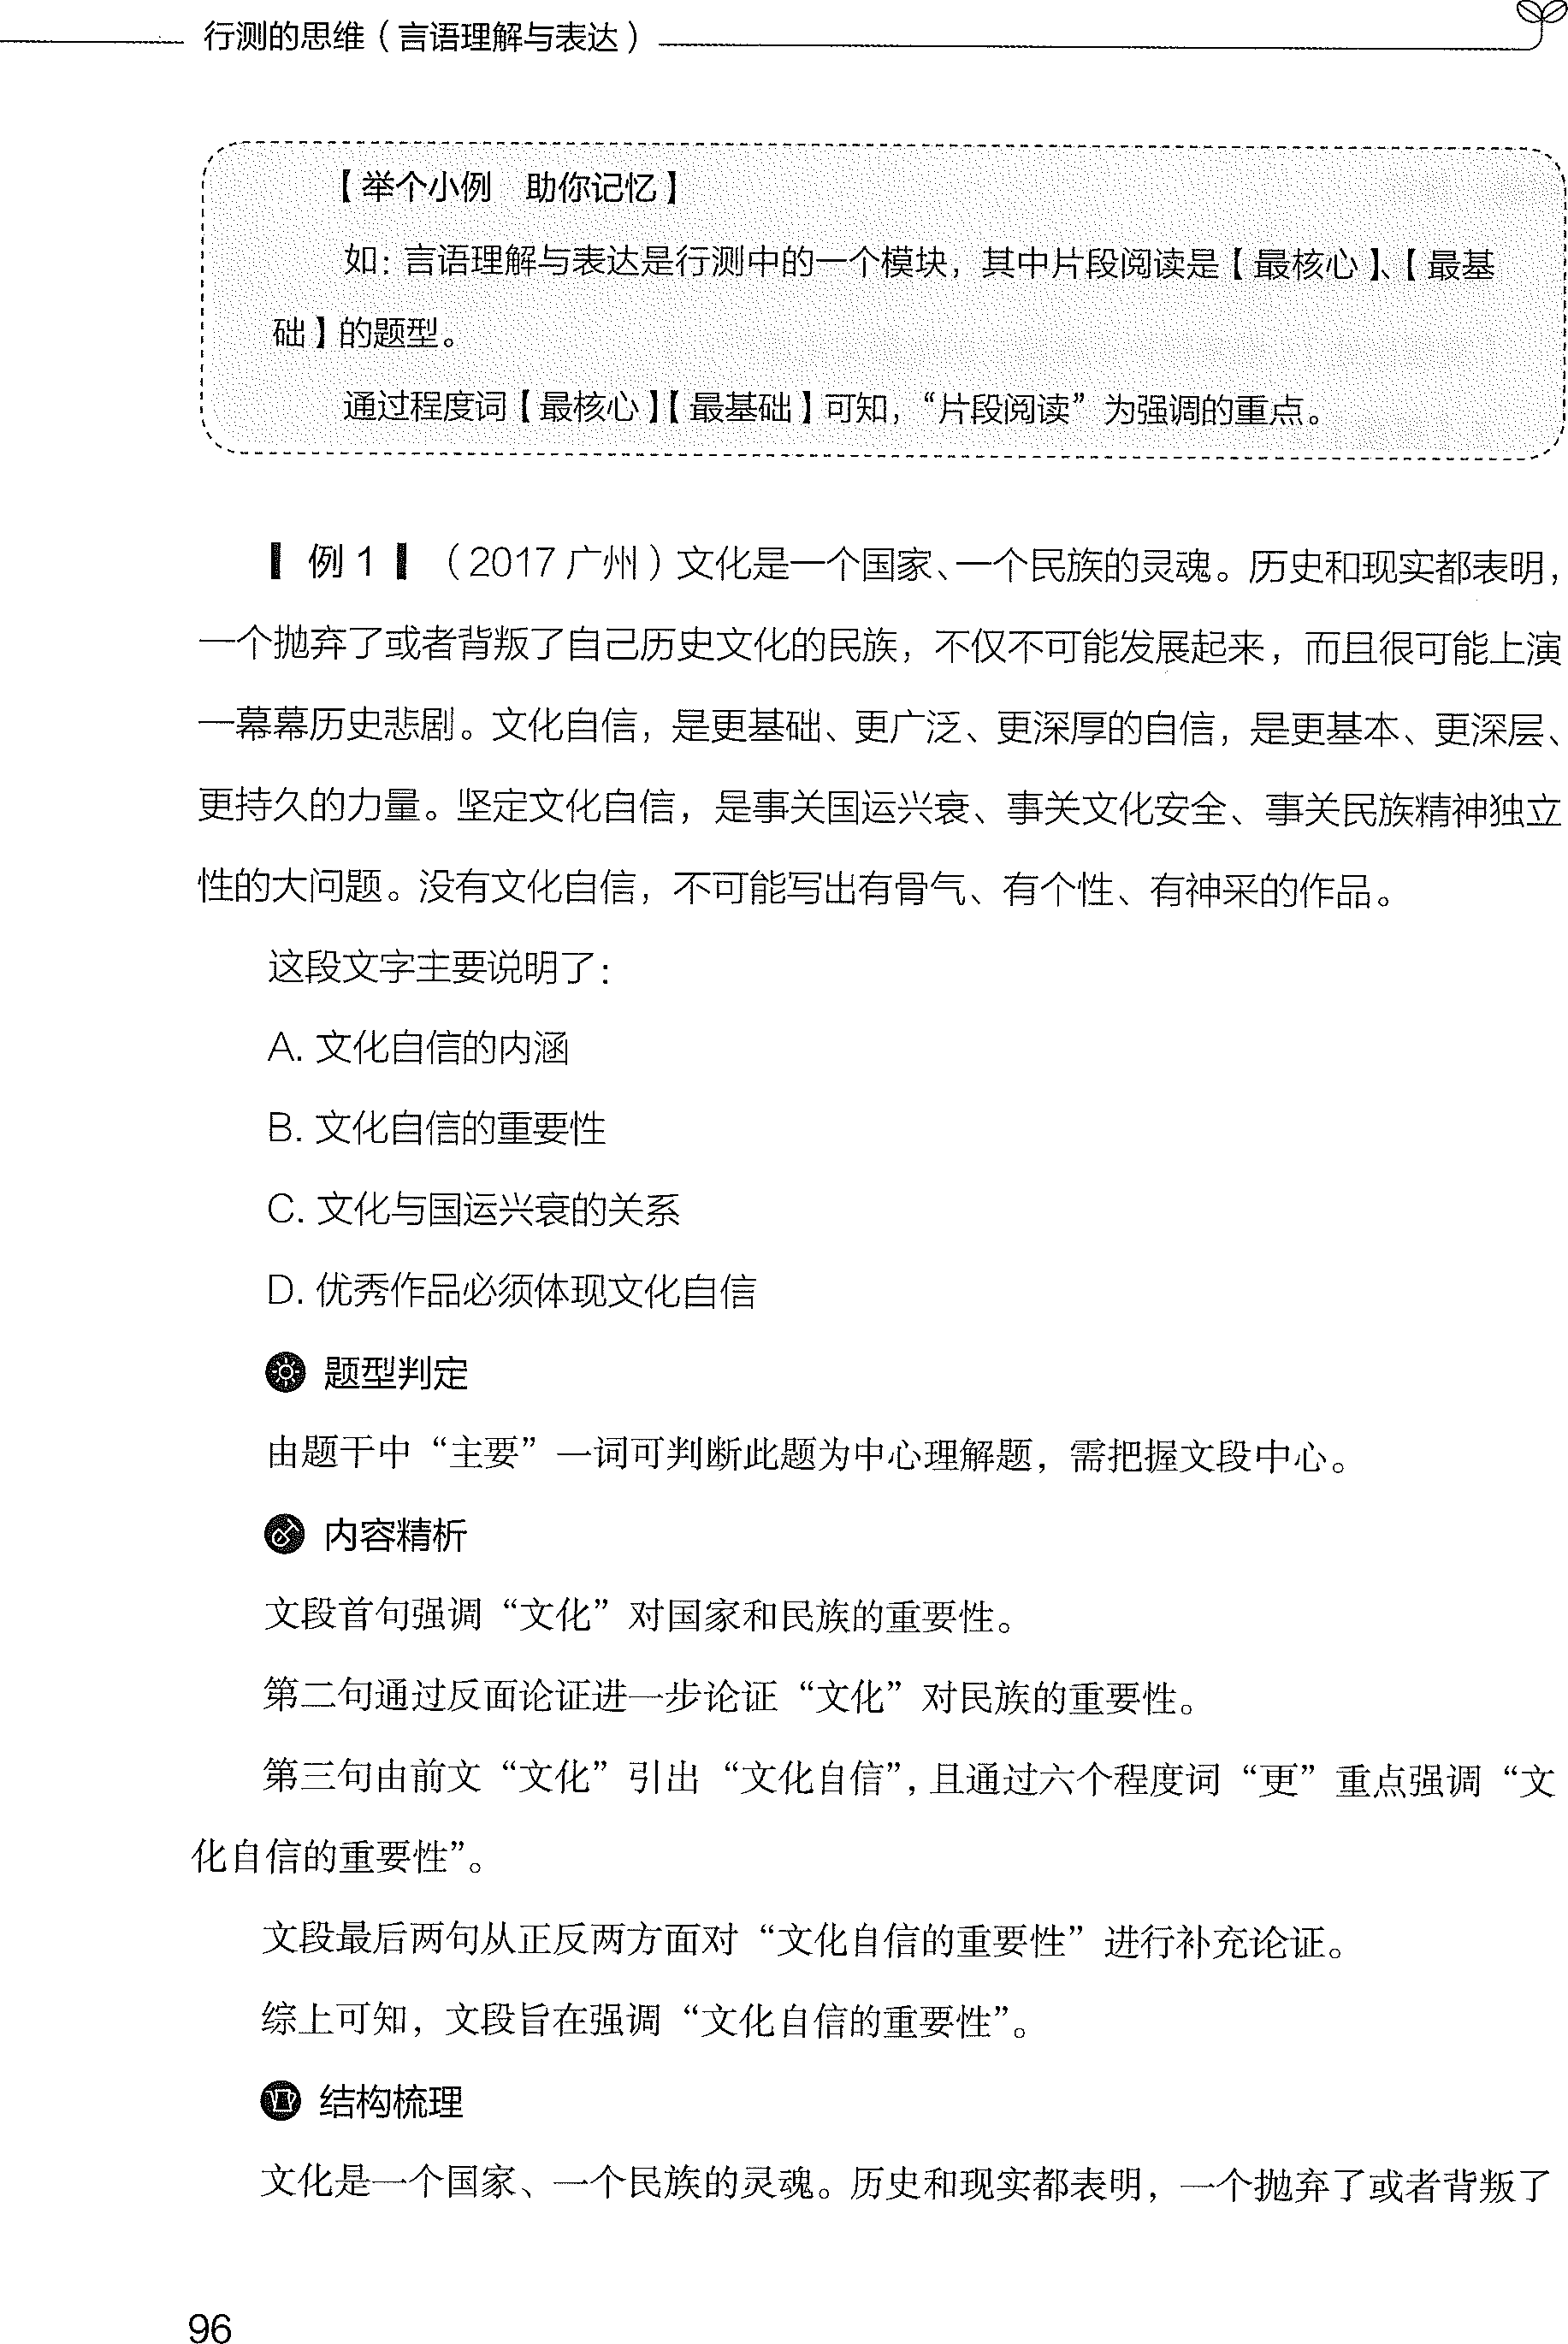 行测的思维（言语理解与表达）
【举个小例　助你记忆】
如：言语理解与表达是行测中的一个模块，其中片段阅读是【最核心】、【最基
础】的题型。
通过程度词【最核心】【最基础】可知，“片段阅读”为强调的重点。
例1 （2017广州）文化是一个国家、一个民族的灵魂。历史和现实都表明，
一个抛弃了或者背叛了自己历史文化的民族，不仅不可能发展起来，而且很可能上演
一幕幕历史悲剧。文化自信，是更基础、更广泛、更深厚的自信，是更基本、更深层、
更持久的力量。坚定文化自信，是事关国运兴衰、事关文化安全、事关民族精神独立
性的大问题。没有文化自信，不可能写出有骨气、有个性、有神采的作品。
这段文字主要说明了：
A. 文化自信的内涵
B. 文化自信的重要性
C. 文化与国运兴衰的关系
D. 优秀作品必须体现文化自信
题型判定
由题干中“主要”一词可判断此题为中心理解题，需把握文段中心。
内容精析
文段首句强调“文化”对国家和民族的重要性。
第二句通过反面论证进一步论证“文化”对民族的重要性。
第三句由前文“文化”引出“文化自信”，且通过六个程度词“更”重点强调“文
化自信的重要性”。
文段最后两句从正反两方面对“文化自信的重要性”进行补充论证。
综上可知，文段旨在强调“文化自信的重要性”。
结构梳理
文化是一个国家、一个民族的灵魂。历史和现实都表明，一个抛弃了或者背叛了
96